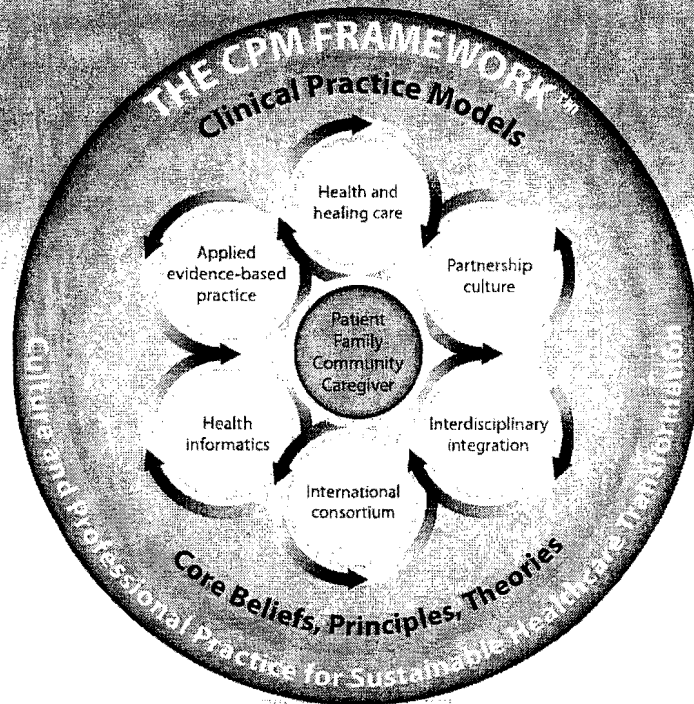 THE CPM FRAMEWORK™
Clinical Practice Models
Health and
healing care
Applied
evidence-based
practice
Partnership
culture
Patient
Family
Community
Caregiver
Health
informatics
Interdisciplinary
integration
International
consortium
Core Beliefs, Principles, Theories
Culture and Professional Practice for Sustainable Healthcare Transformation